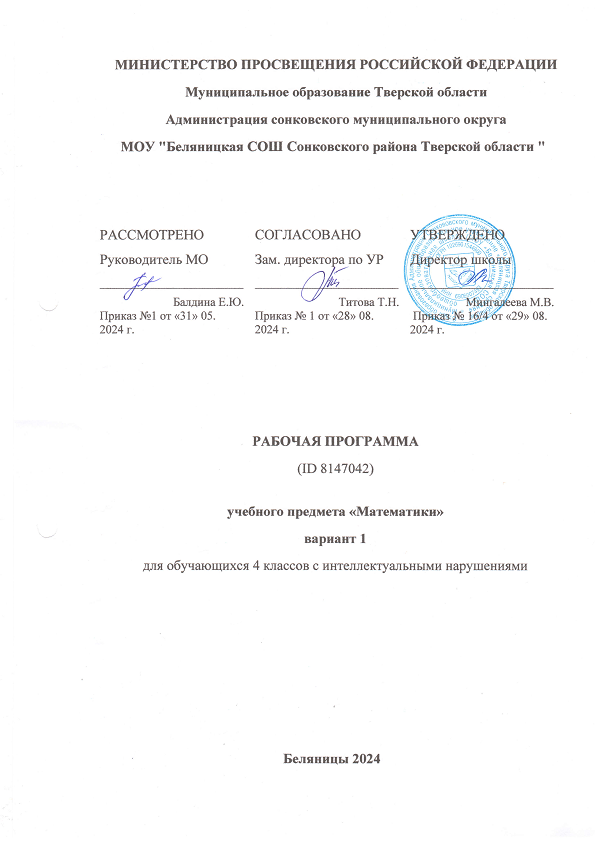 МИНИСТЕРСТВО ПРОСВЕЩЕНИЯ РОССИЙСКОЙ ФЕДЕРАЦИИ
Муниципальное образование Тверской области
Администрация сонковского муниципального округа
МОУ "Беляницкая СОШ Сонковского района Тверской области "
РАССМОТРЕНО
Руководитель МО
Балдина Е.Ю.
Приказ №1 от «31» 05.
2024 г.
СОГЛАСОВАНО
Зам. директора по УР
Титова Т.Н.
Приказ № 1 от «28» 08.
2024 г.
УТВЕРЖДЕНО
Директор школы
Мингалеева М.В.
Приказ № 16/4 от «29» 08.
2024 г.
РАБОЧАЯ ПРОГРАММА
(ID 8147042)
учебного предмета «Математики»
вариант 1
для обучающихся 4 классов с интеллектуальными нарушениями
Беляницы 2024